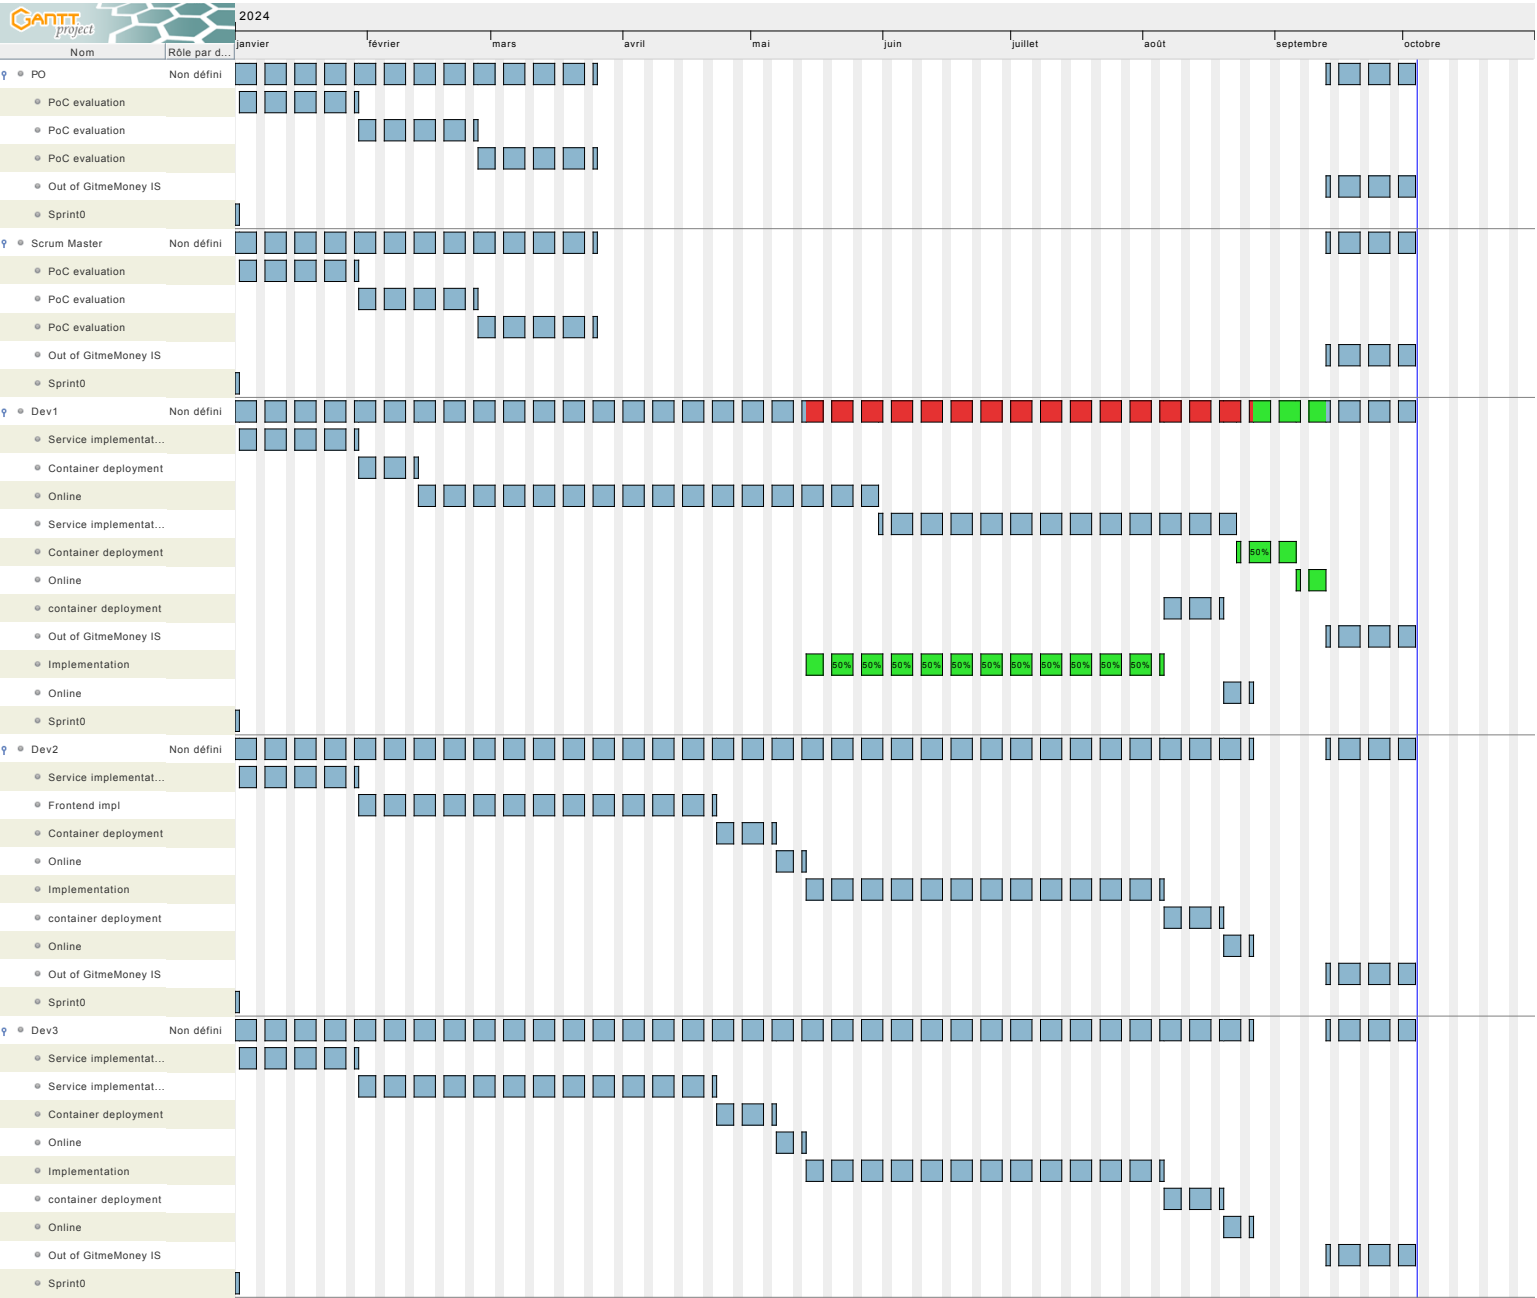 GANTT
project
2024
janvier février mars avril mai juin juillet août septembre octobre
Nom Rôle par d...
PO Non défini
PoC evaluation
PoC evaluation
PoC evaluation
Out of GitmeMoney IS
Sprint0
Scrum Master Non défini
PoC evaluation
PoC evaluation
PoC evaluation
Out of GitmeMoney IS
Sprint0
Dev1 Non défini
Service implementat...
Container deployment
Online
Service implementat...
Container deployment 50%
Online
container deployment
Out of GitmeMoney IS
Implementation 50% 50% 50% 50% 50% 50% 50% 50% 50% 50% 50%
Online
Sprint0
Dev2 Non défini
Service implementat...
Frontend impl
Container deployment
Online
Implementation
container deployment
Online
Out of GitmeMoney IS
Sprint0
Dev3 Non défini
Service implementat...
Service implementat...
Container deployment
Online
Implementation
container deployment
Online
Out of GitmeMoney IS
Sprint0